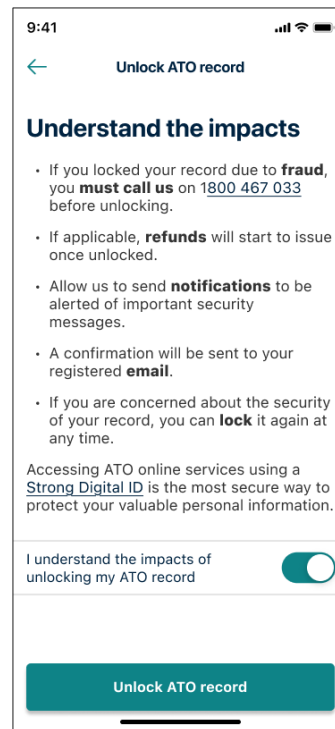 9:41
Unlock ATO record
Understand the impacts
• If you locked your record due to fraud,
you must call us on 1800 467 033
before unlocking.
• If applicable, refunds will start to issue
once unlocked.
• Allow us to send notifications to be
alerted of important security
messages.
• A confirmation will be sent to your
registered email.
• If you are concerned about the security
of your record, you can lock it again at
any time.
Accessing ATO online services using a
Strong Digital ID is the most secure way to
protect your valuable personal information.
I understand the impacts of
unlocking my ATO record
Unlock ATO record